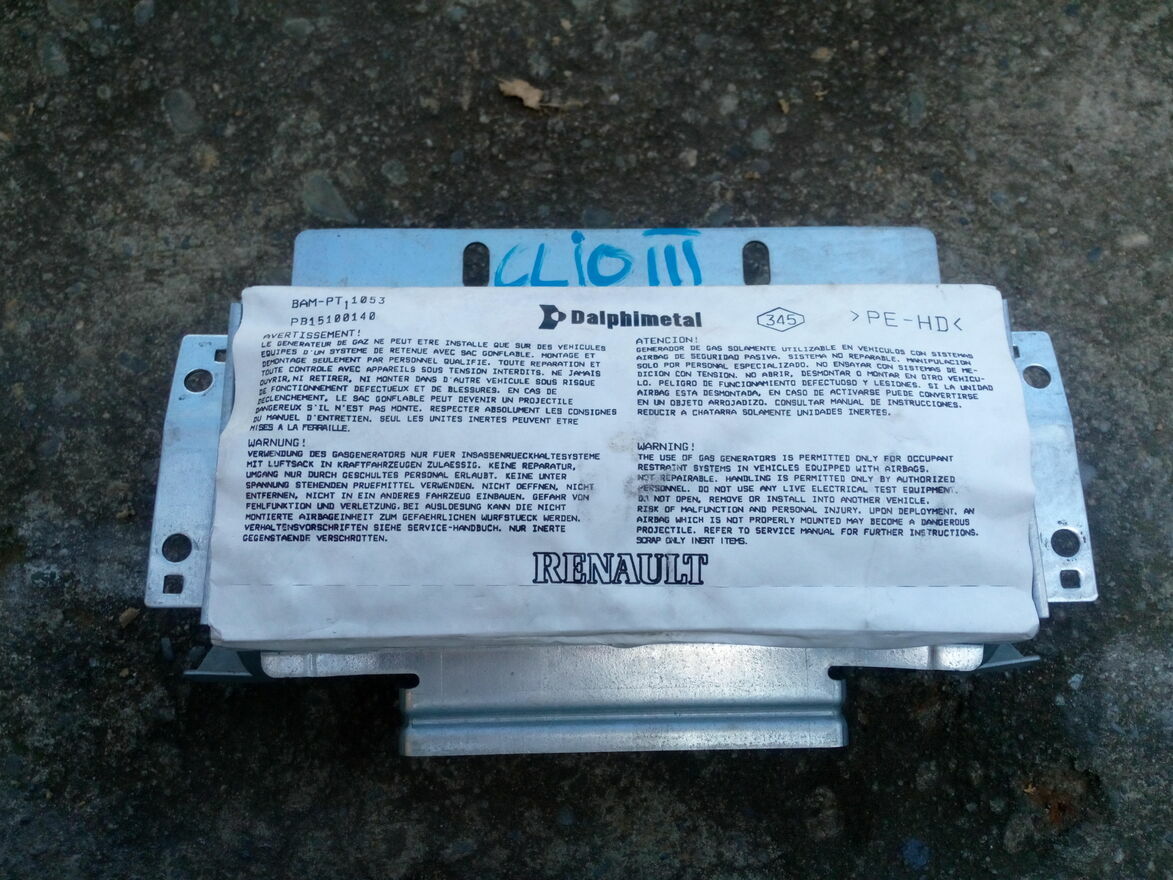 CLIO III
BAM-PT11053
PB15100140
Dalphimetal
345
>PE-HD<
AVERTISSEMENT!
LE GENERATEUR DE GAZ NE PEUT ETRE INSTALLE QUE SUR DES VEHICULES
EQUIPES D'UN SYSTEME DE RETENUE AVEC SAC GONFLABLE. MONTAGE ET
DEMONTAGE SEULEMENT PAR PERSONNEL QUALIFIE. TOUTE REPARATION ET
TOUTE CONTROLE AVEC APPAREILS SOUS TENSION INTERDITS. NE JAMAIS
OUVRIR,NI RETIRER, NI MONTER DANS D'AUTRE VEHICULE SOUS RISQUE
DE FONCTIONNEMENT DEFECTUEUX ET DE BLESSURES. EN CAS DE
DECLENCHEMENT, LE SAC GONFLABLE PEUT DEVENIR UN PROJECTILE
DANGEREUX S'IL N'EST PAS MONTE. RESPECTER ABSOLUMENT LES CONSIGNES
DU MANUEL D'ENTRETIEN. SEUL LES UNITES INERTES PEUVENT ETRE
MISES A LA FERRAILLE.
ATENCION!
GENERADOR DE GAS SOLAMENTE UTILIZABLE EN VEHICULOS CON SISTEMAS
AIRBAG DE SEGURIDAD PASIVA. SISTEMA NO REPARABLE. MANIPULACION
SOLO POR PERSONAL ESPECIALIZADO. NO ENSAYAR CON SISTEMAS DE ME-
DICION CON TENSION. NO ABRIR, DESMONTAR O MONTAR EN OTRO VEHICU-
LO. PELIGRO DE FUNCIONAMIENTO DEFECTUOSO Y LESIONES. SI LA UNIDAD
AIRBAG ESTA DESMONTADA, EN CASO DE ACTIVARSE PUEDE CONVERTIRSE
EN UN OBJETO ARROJADIZO. CONSULTAR MANUAL DE INSTRUCCIONES.
REDUCIR A CHATARRA SOLAMENTE UNIDADES INERTES.
WARNUNG!
VERWENDUNG DES GASGENERATORS NUR FUER INSASSENRUECKHALTESYSTEME
MIT LUFTSACK IN KRAFTFAHRZEUGEN ZULAESSIG. KEINE REPARATUR,
UMGANG NUR DURCH GESCHULTES PERSONAL ERLAUBT. KEINE UNTER
SPANNUNG STEHENDEN PRUEFMITTEL VERWENDEN. NICHT OEFFNEN, NICHT
ENTFERNEN, NICHT IN EIN ANDERES FAHRZEUG EINBAUEN. GEFAHR VON
FEHLFUNKTION UND VERLETZUNG. BEI AUSLOESUNG KANN DIE NICHT
MONTIERTE AIRBAGEINHEIT ZUM GEFAHRLICHEN WURFSTUECK WERDEN.
VERHALTENSVORSCHRIFTEN SIEHE SERVICE-HANDBUCH. NUR INERTE
GEGENSTAENDE VERSCHROTTEN.
WARNING!
THE USE OF GAS GENERATORS IS PERMITTED ONLY FOR OCCUPANT
RESTRAINT SYSTEMS IN VEHICLES EQUIPPED WITH AIRBAGS.
NOT REPAIRABLE. HANDLING IS PERMITTED ONLY BY AUTHORIZED
PERSONNEL. DO NOT USE ANY LIVE ELECTRICAL TEST EQUIPMENT.
DO NOT OPEN, REMOVE OR INSTALL INTO ANOTHER VEHICLE.
RISK OF MALFUNCTION AND PERSONAL INJURY. UPON DEPLOYMENT, AN
AIRBAG WHICH IS NOT PROPERLY MOUNTED MAY BECOME A DANGEROUS
PROJECTILE. REFER TO SERVICE MANUAL FOR FURTHER INSTRUCTIONS.
SCRAP ONLY INERT ITEMS.
RENAULT